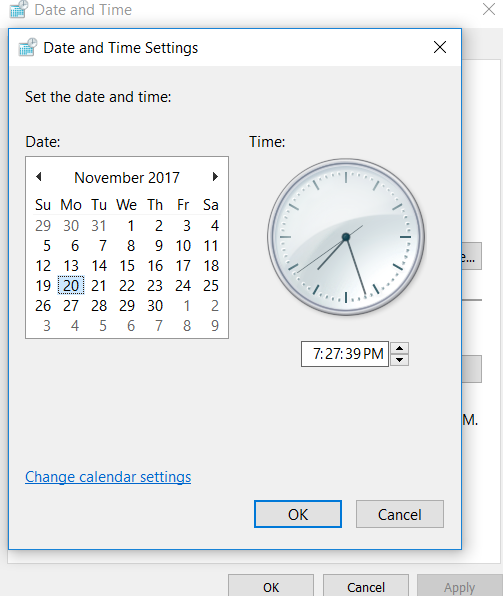 Date and Time
Date and Time Settings
Set the date and time:
Date:
Time:
November 2017
Su Mo Tu We Th Fr Sa
29 30 31 1 2 3 4
5 6 7 8 9 10 11
12 13 14 15 16 17 18
19 20 21 22 23 24 25
26 27 28 29 30 1 2
3 4 5 6 7 8 9
7:27:39 PM
e...
M.
Change calendar settings
OK Cancel
OK Cancel Apply